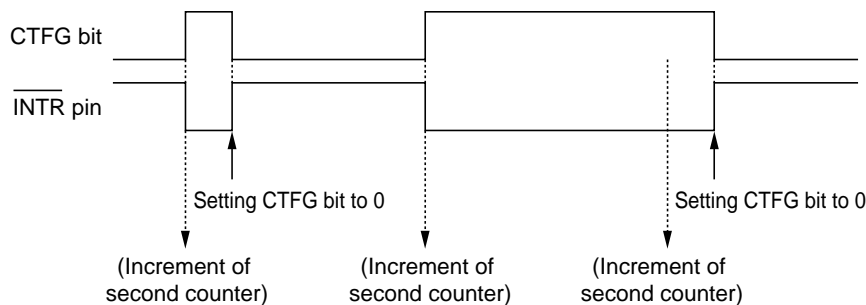 CTFG bit
INTR pin
Setting CTFG bit to 0
Setting CTFG bit to 0
(Increment of
second counter)
(Increment of
second counter)
(Increment of
second counter)